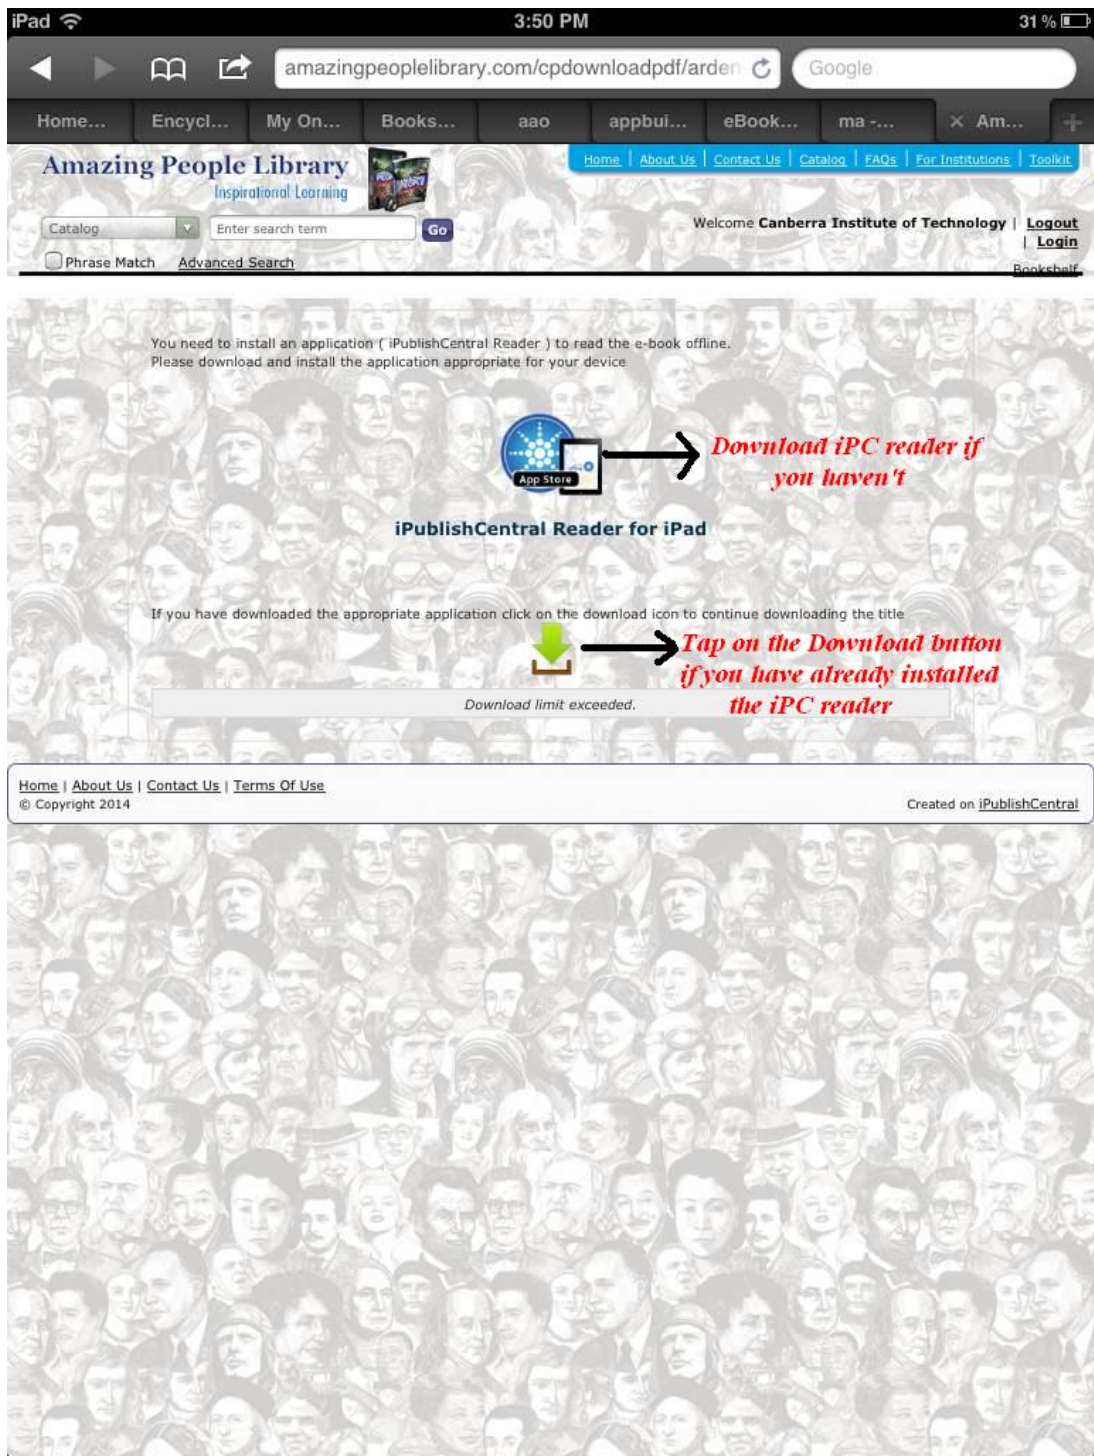 iPad 3:50 PM 31 %
amazingpeoplelibrary.com/cpdownloadpdf/arden Google
Home... Encycl... My On... Books... aao appbui... eBook... ma -... × Am... +
Amazing People Library
Inspirational Learning
Home | About Us | Contact Us | Catalog | FAQs | For Institutions | Toolkit
Catalog Enter search term Go
Welcome Canberra Institute of Technology | Logout
| Login
Phrase Match Advanced Search
Bookshelf
You need to install an application ( iPublishCentral Reader ) to read the e-book offline.
Please download and install the application appropriate for your device
App Store
Download iPC reader if
you haven't
iPublishCentral Reader for iPad
If you have downloaded the appropriate application click on the download icon to continue downloading the title
Tap on the Download button
if you have already installed
the iPC reader
Download limit exceeded.
Home | About Us | Contact Us | Terms Of Use
© Copyright 2014
Created on iPublishCentral